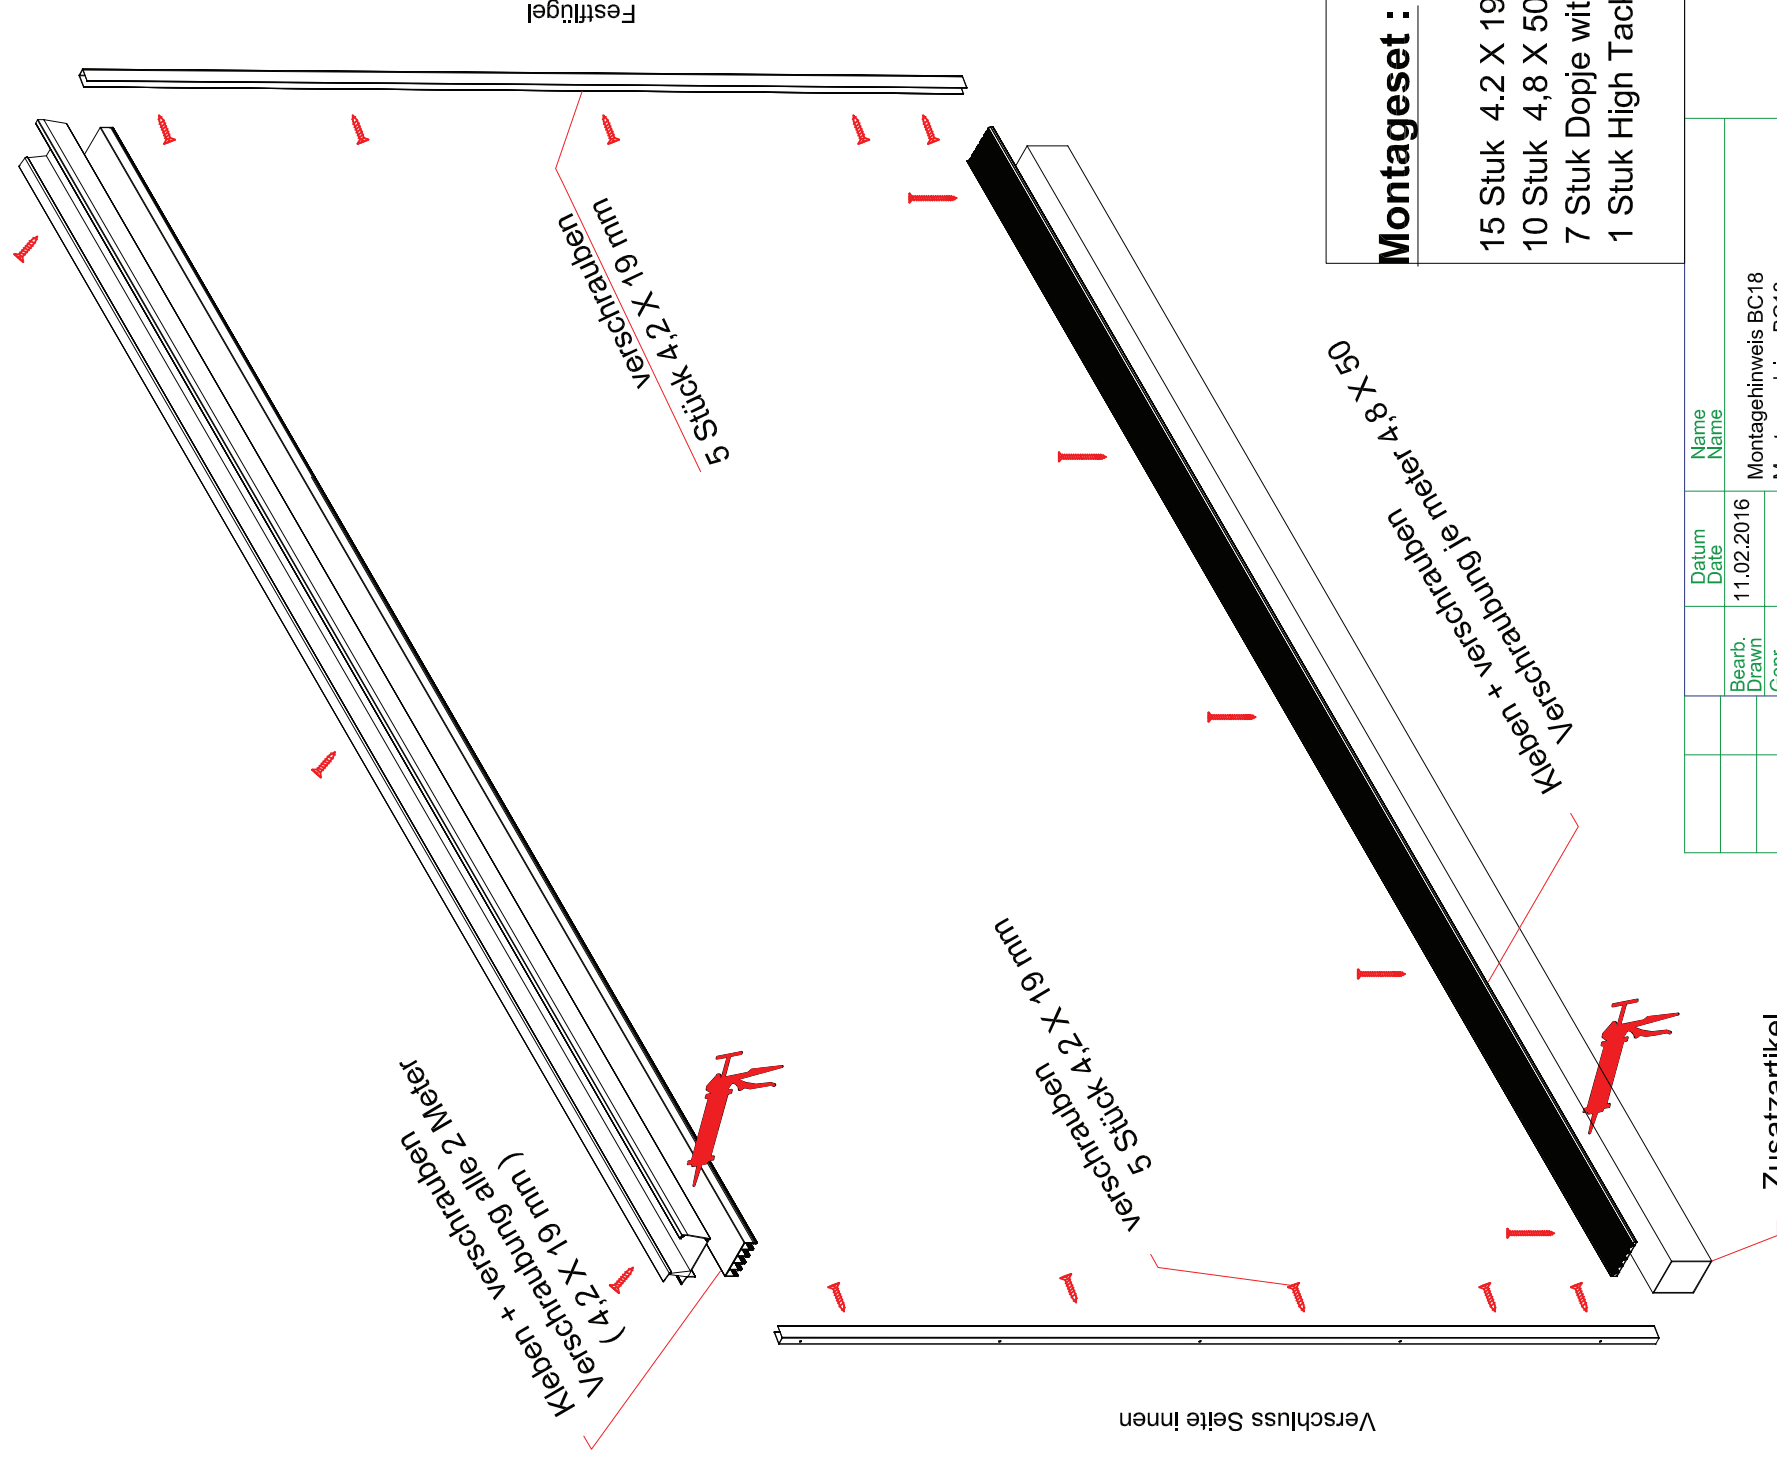 Festflügel
verschrauben
5 Stück 4,2 X 19 mm
Kleben + verschrauben
Verschraubung alle 2 Meter
( 4,2 X 19 mm )
verschrauben
5 Stück 4,2 X 19 mm
Kleben + verschrauben
Verschraubung je meter 4,8 X 50
Verschluss Seite innen
Montageset :
15 Stuk 4.2 X 19
10 Stuk 4,8 X 50
7 Stuk Dopje wit
1 Stuk High Tack
Zusatzartikel
Datum
Date
Name
Name
Bearb.
Drawn
11.02.2016
Montagehinweis BC18